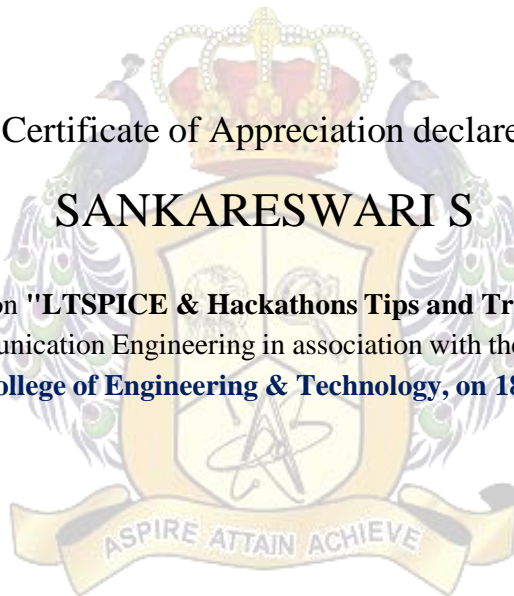 Certificate of Appreciation declare
SANKARESWARI S
on "LTSPICE & Hackathons Tips and Tr
unication Engineering in association with the
ollege of Engineering & Technology, on 18
ASPIRE ATTAIN ACHIEVE